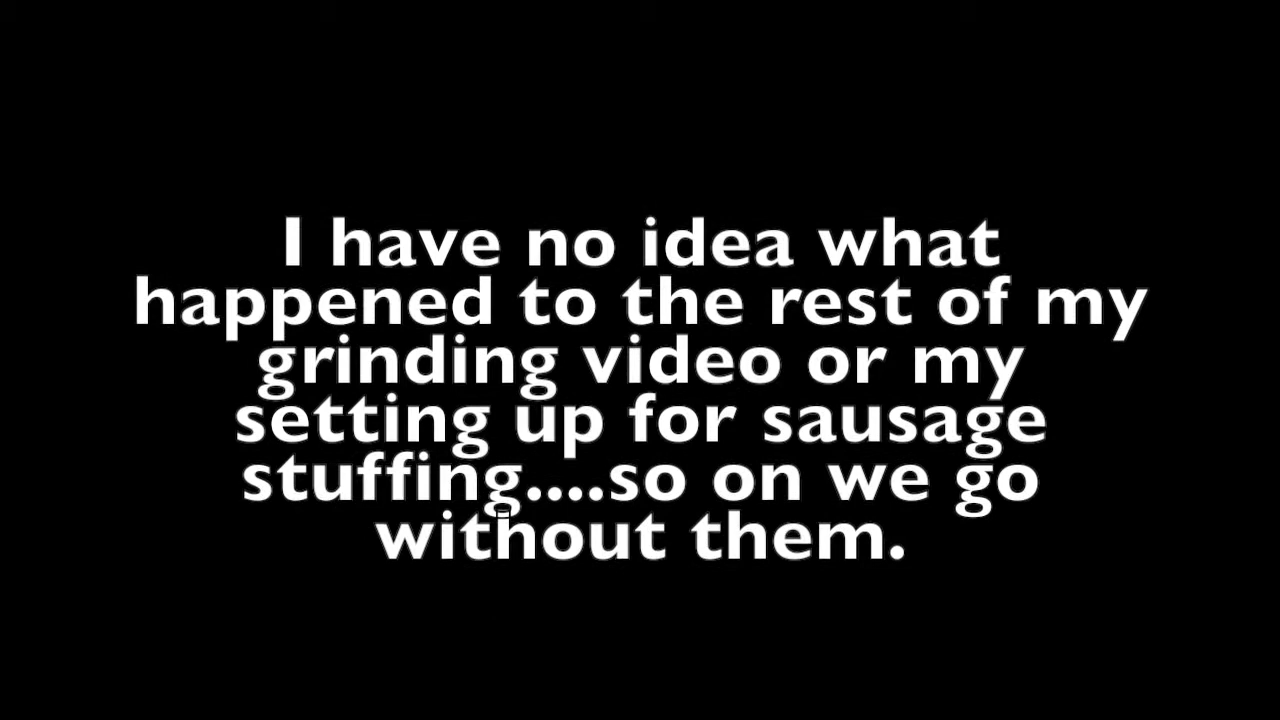 I have no idea what
happened to the rest of my
grinding video or my
setting up for sausage
stuffing....so on we go
without them.